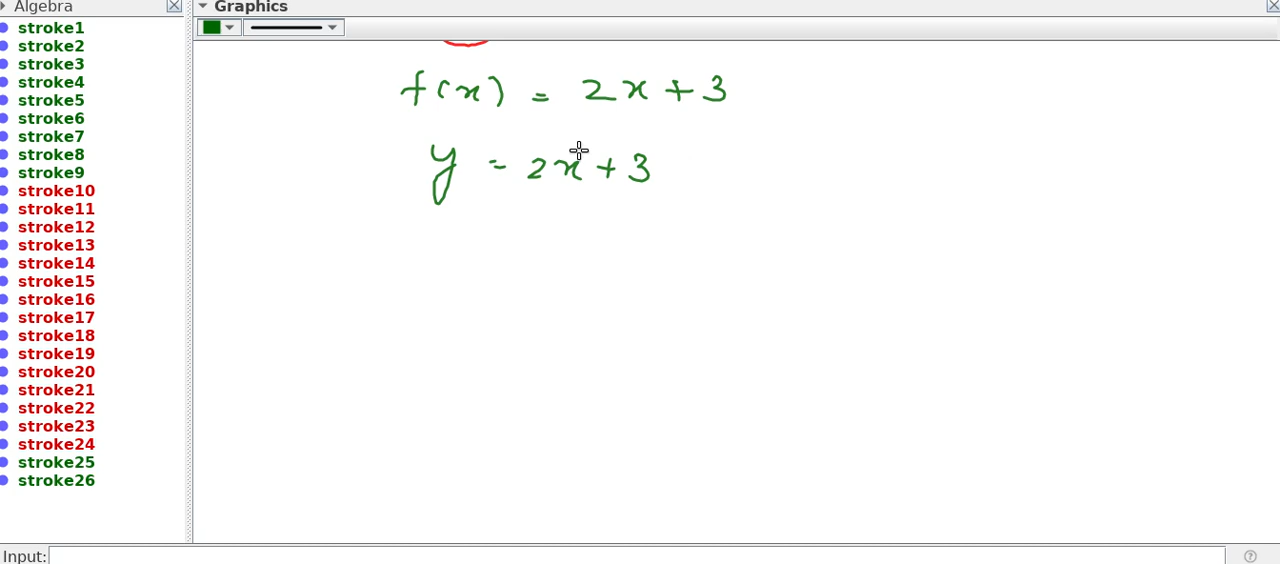 Algebra
Graphics
stroke1
stroke2
stroke3
stroke4
stroke5
stroke6
stroke7
stroke8
stroke9
stroke10
stroke11
stroke12
stroke13
stroke14
stroke15
stroke16
stroke17
stroke18
stroke19
stroke20
stroke21
stroke22
stroke23
stroke24
stroke25
stroke26
f(x) = 2x + 3
y = 2x + 3
Input: